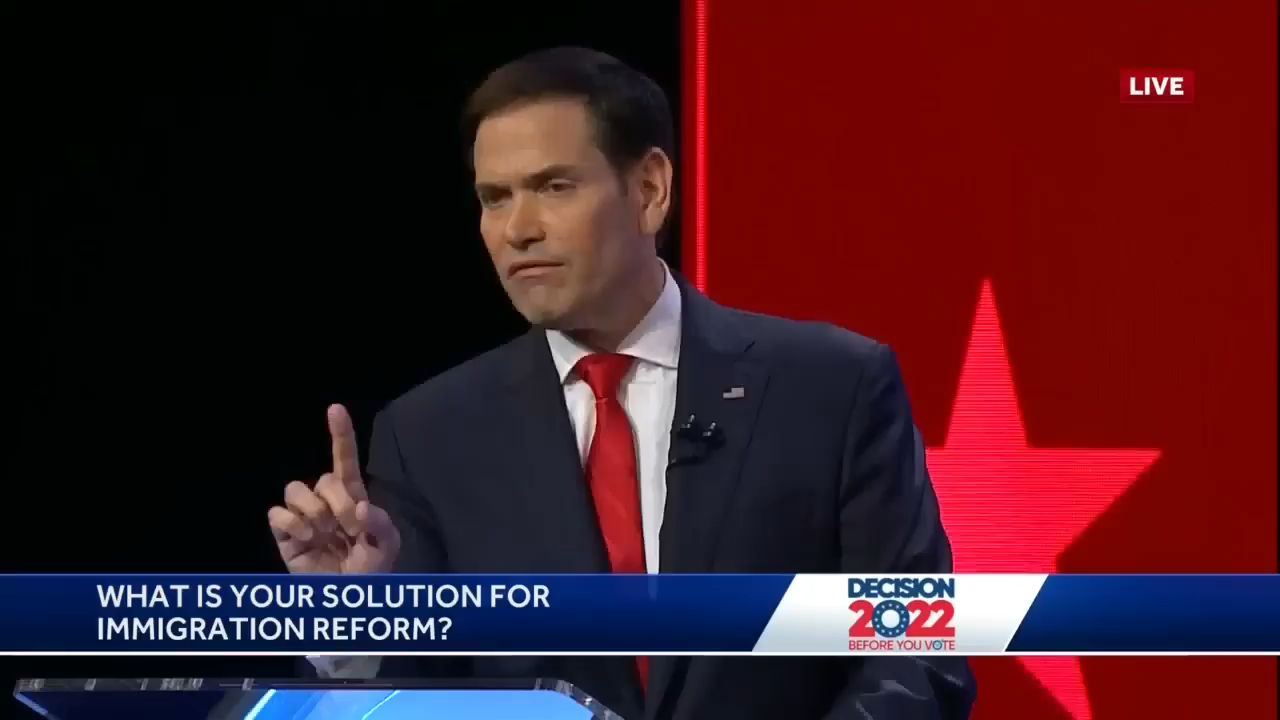 LIVE
WHAT IS YOUR SOLUTION FOR
IMMIGRATION REFORM?
DECISION
2022
BEFORE YOU VOTE